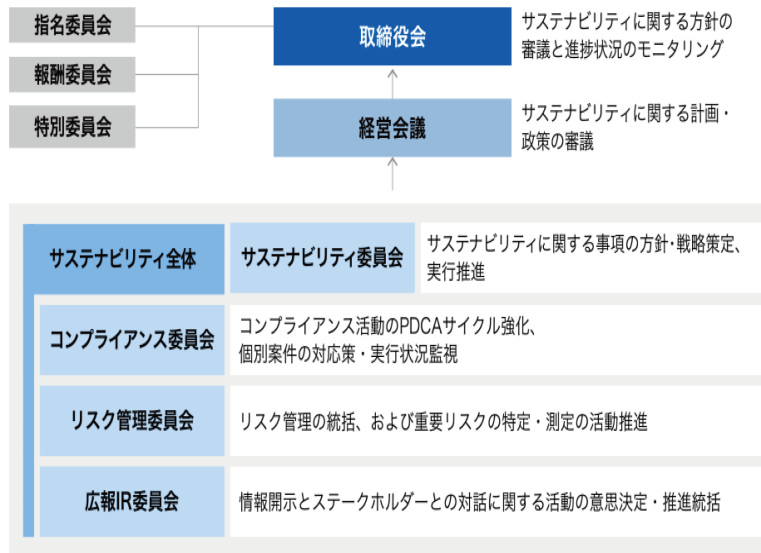 指名委員会
報酬委員会
特別委員会
取締役会
サステナビリティに関する方針の
審議と進捗状況のモニタリング
経営会議
サステナビリティに関する計画・
政策の審議
サステナビリティ全体
サステナビリティ委員会
サステナビリティに関する事項の方針・戦略策定、
実行推進
コンプライアンス委員会
コンプライアンス活動のPDCAサイクル強化、
個別案件の対応策・実行状況監視
リスク管理委員会
リスク管理の統括、および重要リスクの特定・測定の活動推進
広報IR委員会
情報開示とステークホルダーとの対話に関する活動の意思決定・推進統括